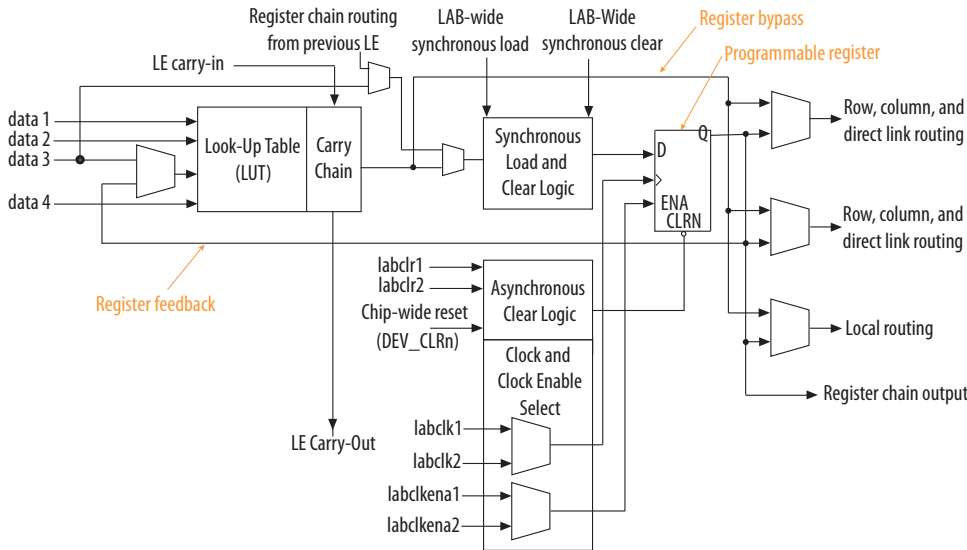 Register chain routing
from previous LE
LAB-wide
synchronous load
LAB-Wide
synchronous clear
Register bypass
Programmable register
LE carry-in
data 1
data 2
data 3
data 4
Look-Up Table
(LUT)
Carry
Chain
Synchronous
Load and
Clear Logic
D
Q
ENA
CLRN
Row, column, and
direct link routing
Row, column, and
direct link routing
Local routing
Register chain output
Register feedback
labclr1
labclr2
Chip-wide reset
(DEV_CLRn)
Asynchronous
Clear Logic
Clock and
Clock Enable
Select
LE Carry-Out
labclk1
labclk2
labclkena1
labclkena2